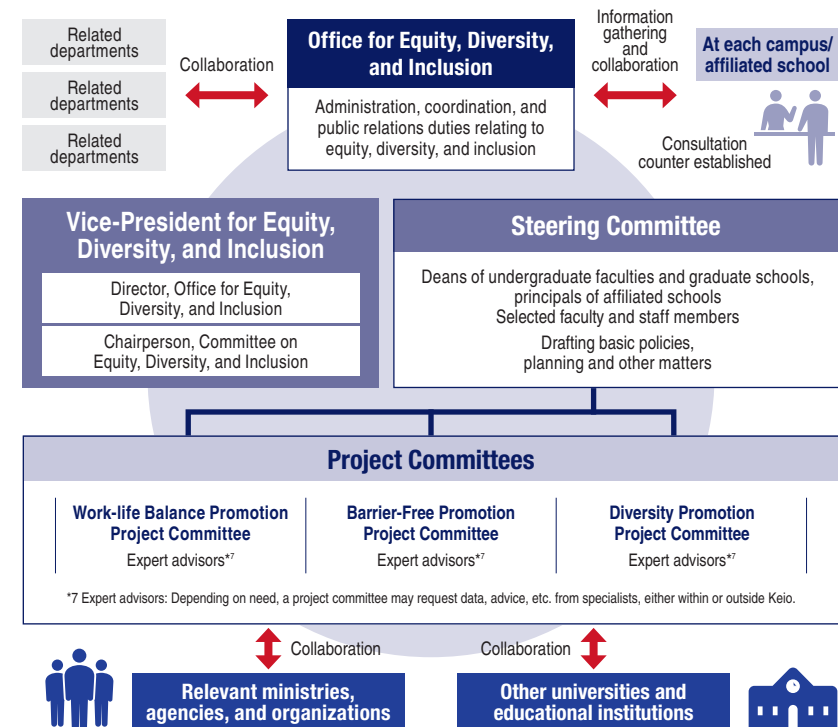 Related
departments
Related
departments
Related
departments
Collaboration
Office for Equity, Diversity,
and Inclusion
Administration, coordination, and
public relations duties relating to
equity, diversity, and inclusion
Information
gathering
and
collaboration
At each campus/
affiliated school
Consultation
counter established
Vice-President for Equity,
Diversity, and Inclusion
Director, Office for Equity,
Diversity, and Inclusion
Chairperson, Committee on
Equity, Diversity, and Inclusion
Steering Committee
Deans of undergraduate faculties and graduate schools,
principals of affiliated schools
Selected faculty and staff members
Drafting basic policies,
planning and other matters
Project Committees
Work-life Balance Promotion
Project Committee
Expert advisors*7
Barrier-Free Promotion
Project Committee
Expert advisors*7
Diversity Promotion
Project Committee
Expert advisors*7
*7 Expert advisors: Depending on need, a project committee may request data, advice, etc. from specialists, either within or outside Keio.
Collaboration
Collaboration
Relevant ministries,
agencies, and organizations
Other universities and
educational institutions